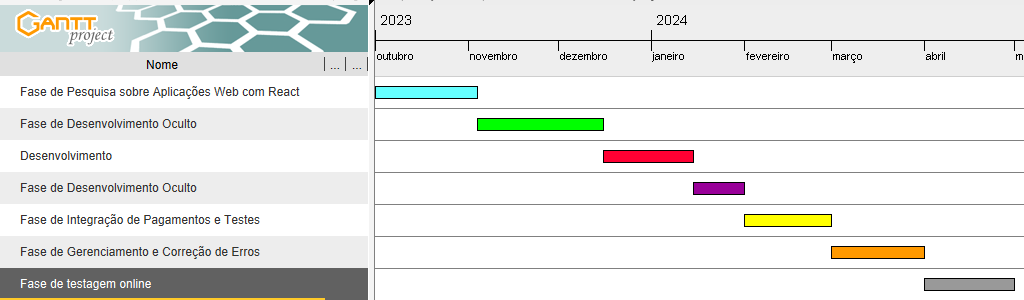 GANTT
project
2023
2024
outubro
novembro
dezembro
janeiro
fevereiro
março
abril
m
Nome
...
...
Fase de Pesquisa sobre Aplicações Web com React
Fase de Desenvolvimento Oculto
Desenvolvimento
Fase de Desenvolvimento Oculto
Fase de Integração de Pagamentos e Testes
Fase de Gerenciamento e Correção de Erros
Fase de testagem online